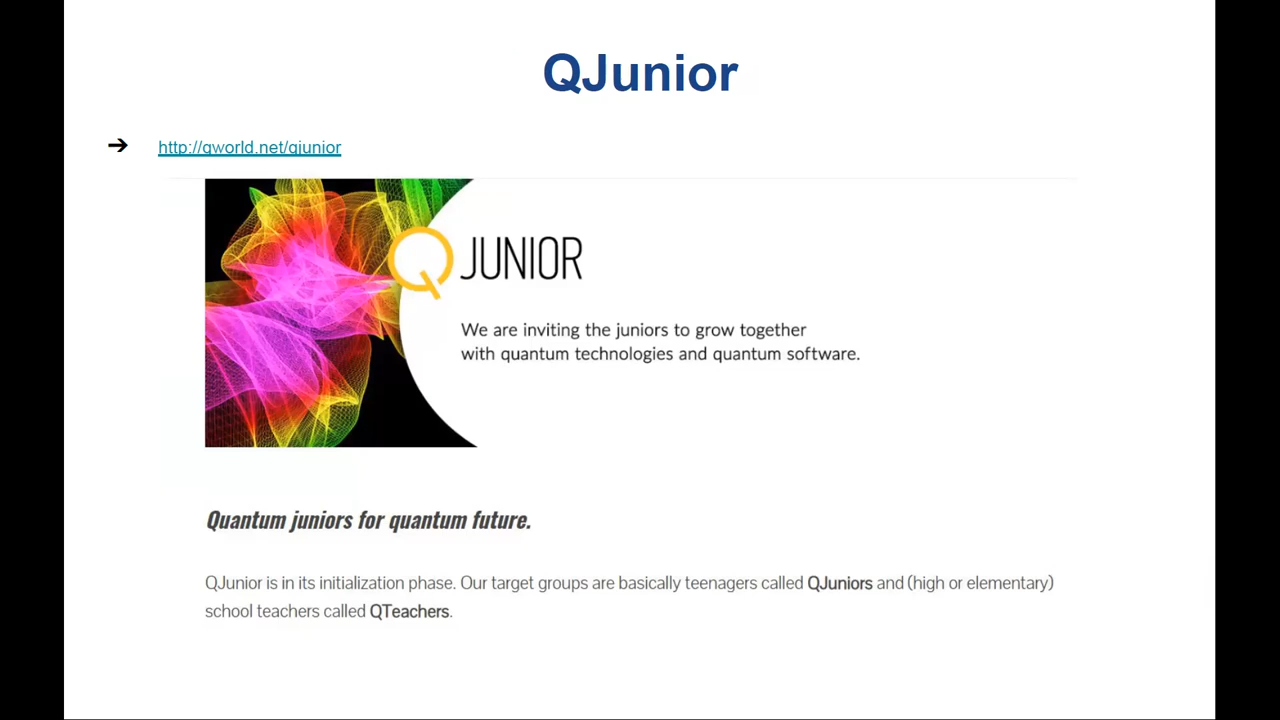 QJunior
➔ http://qworld.net/qjunior
Q JUNIOR
We are inviting the juniors to grow together
with quantum technologies and quantum software.
Quantum juniors for quantum future.
QJunior is in its initialization phase. Our target groups are basically teenagers called QJuniors and (high or elementary)
school teachers called QTeachers.